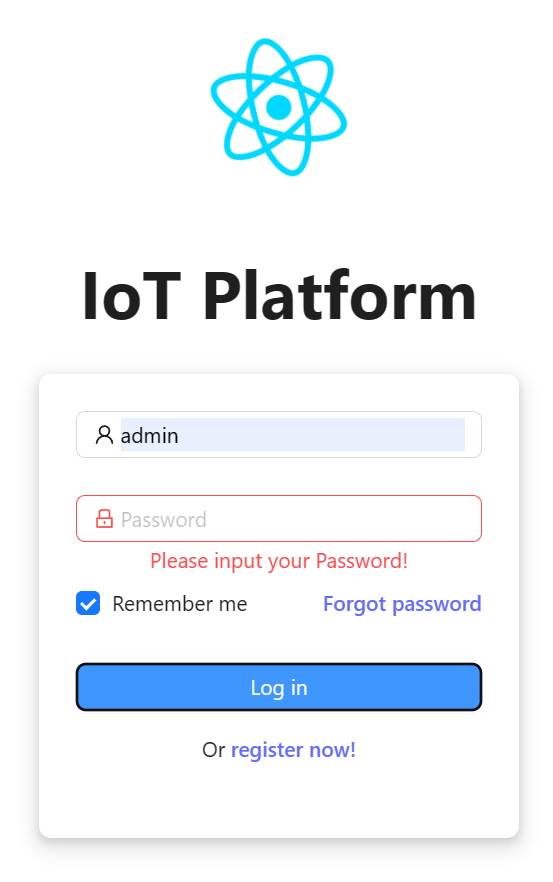 IoT Platform
admin
Password
Please input your Password!
Remember me Forgot password
Log in
Or register now!